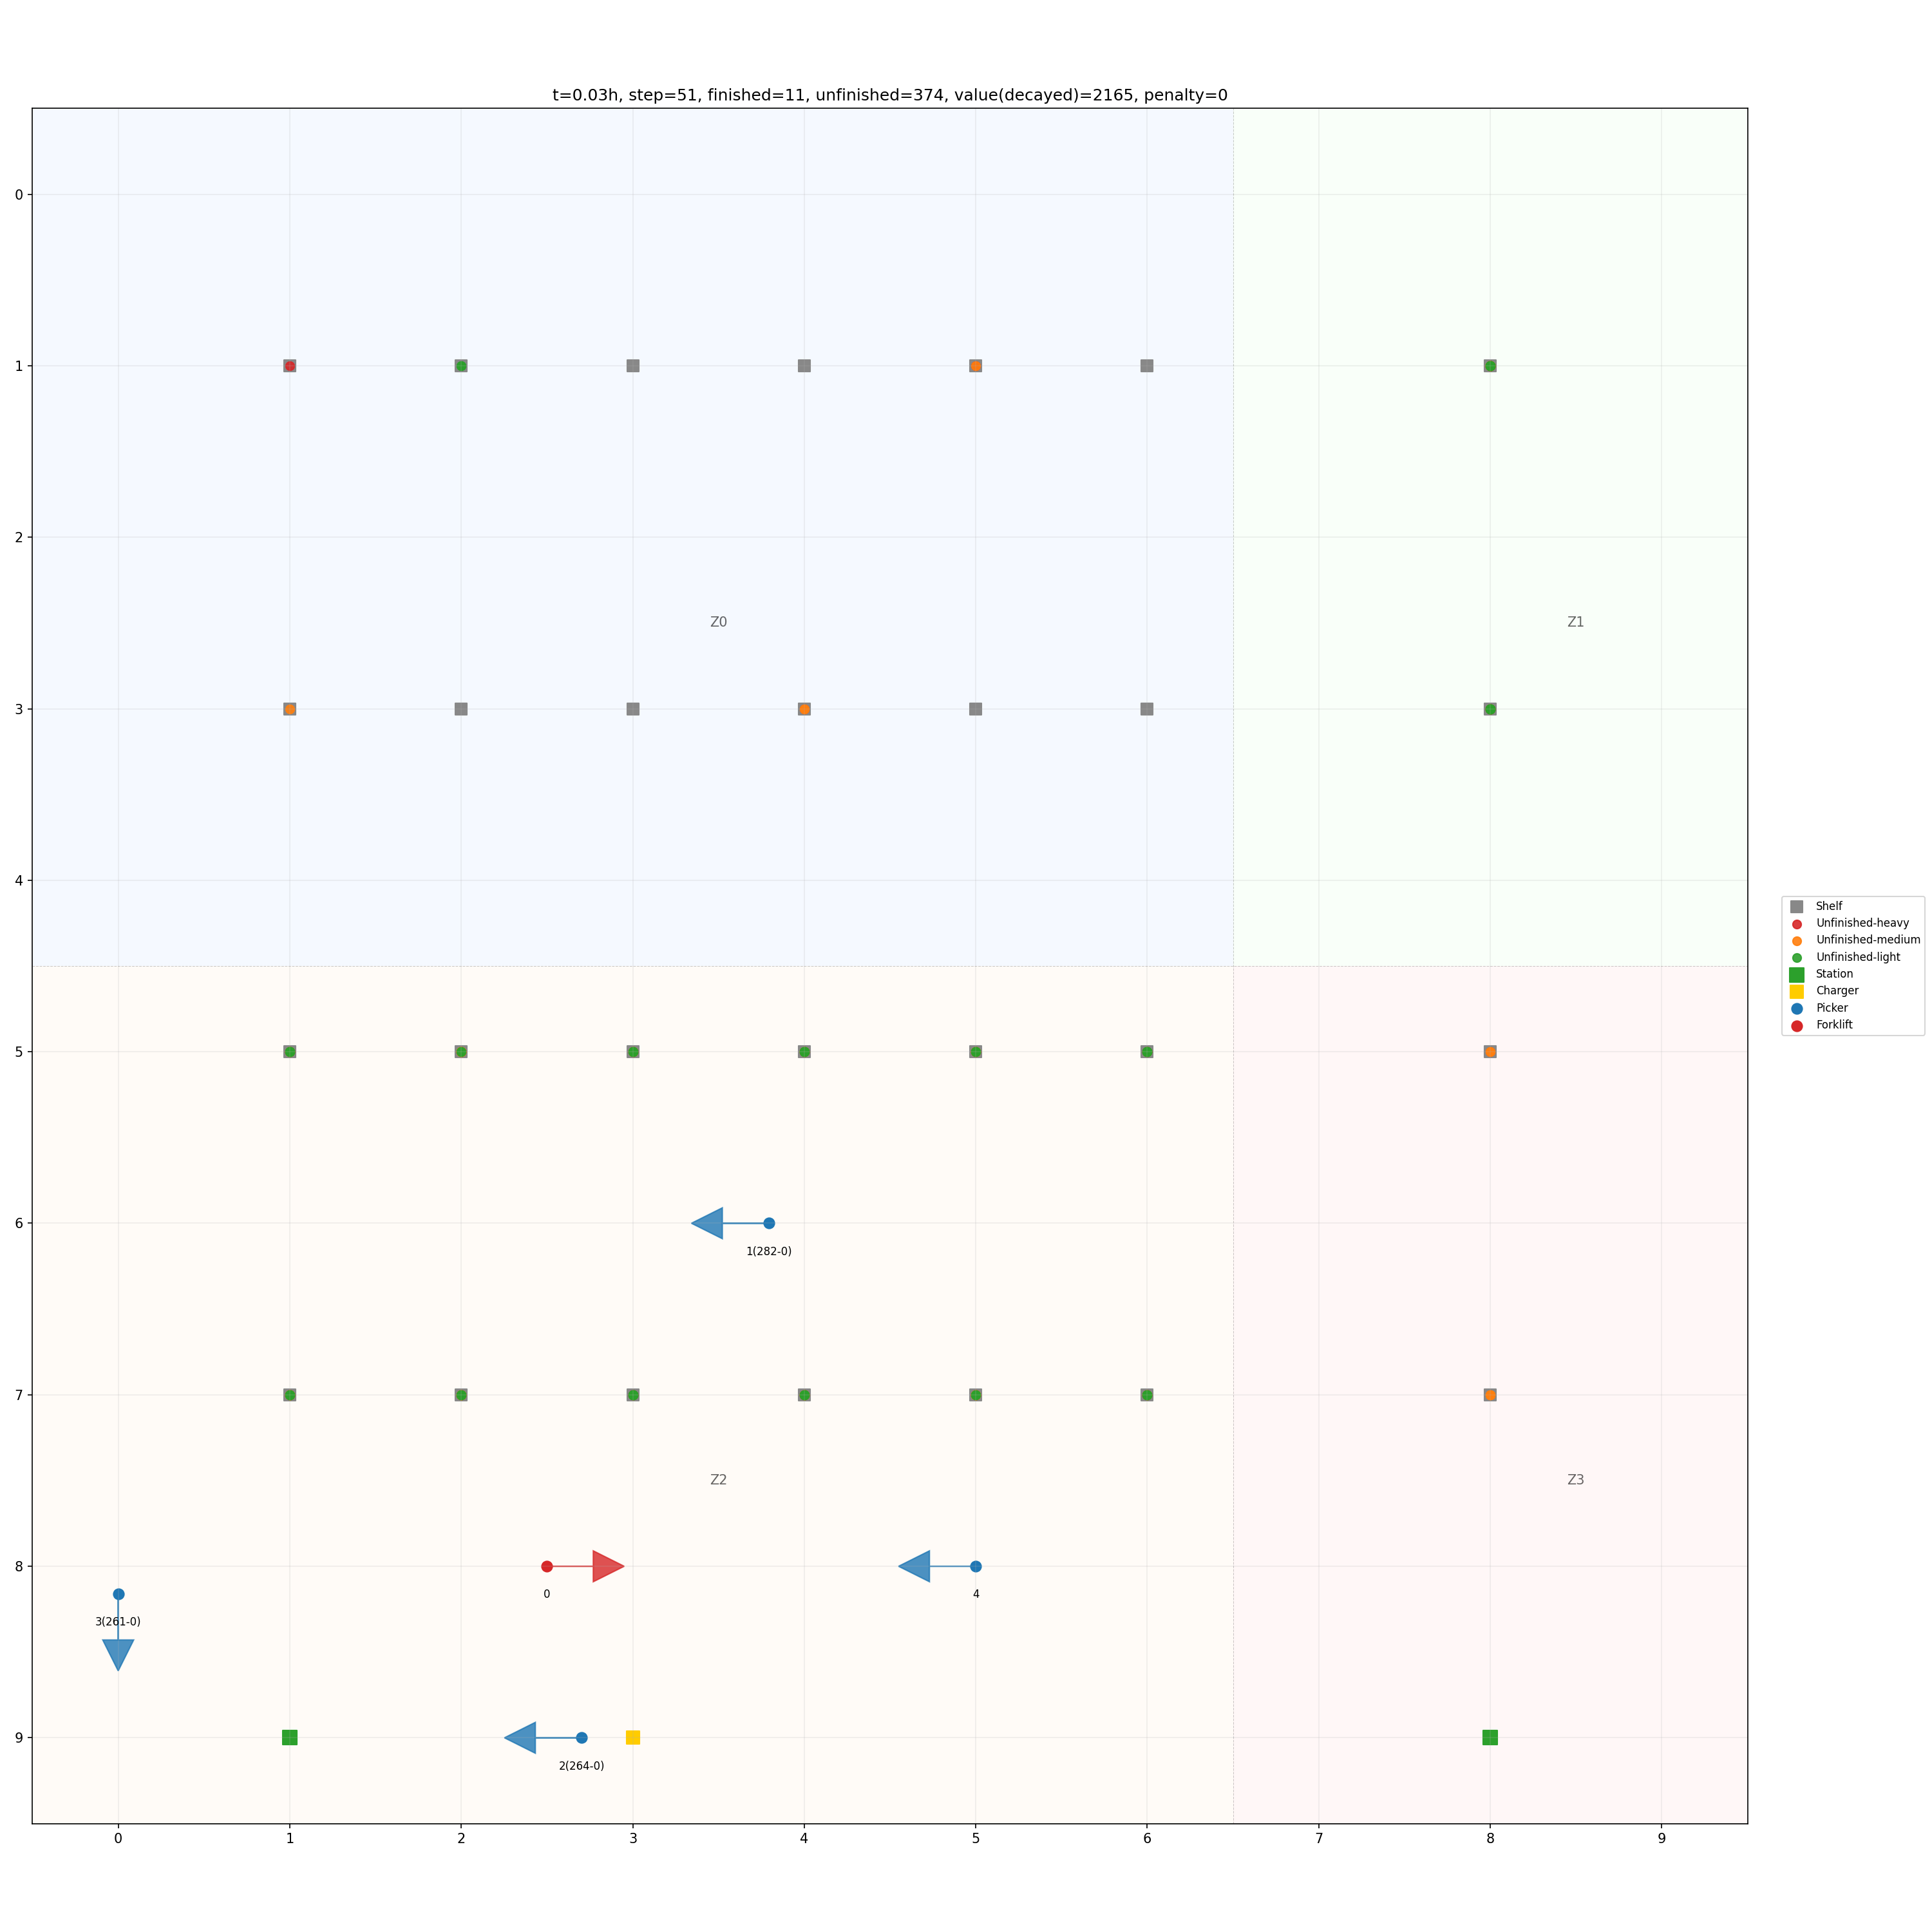 t=0.03h, step=51, finished=11, unfinished=374, value(decayed)=2165, penalty=0
0
1
2
Z0
Z1
3
4
Shelf
Unfinished-heavy
Unfinished-medium
Unfinished-light
Station
Charger
Picker
Forklift
5
6
1(282-0)
7
Z2
Z3
8
0
4
3(261-0)
9
2(264-0)
0 1 2 3 4 5 6 7 8 9